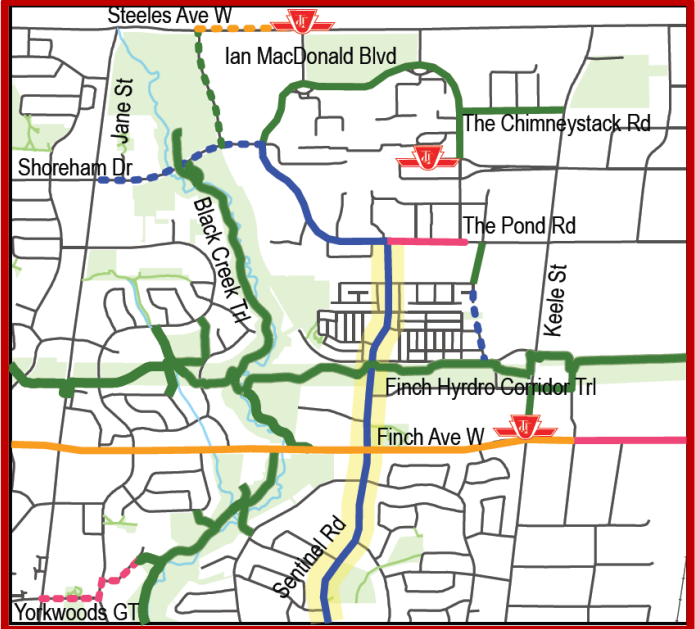 Steeles Ave W
Ian MacDonald Blvd
Jane St
The Chimneystack Rd
Shoreham Dr
Black Creek Trl
The Pond Rd
Keele St
Finch Hyrdro Corridor Trl
Finch Ave W
Sentinel Rd
Yorkwoods GT